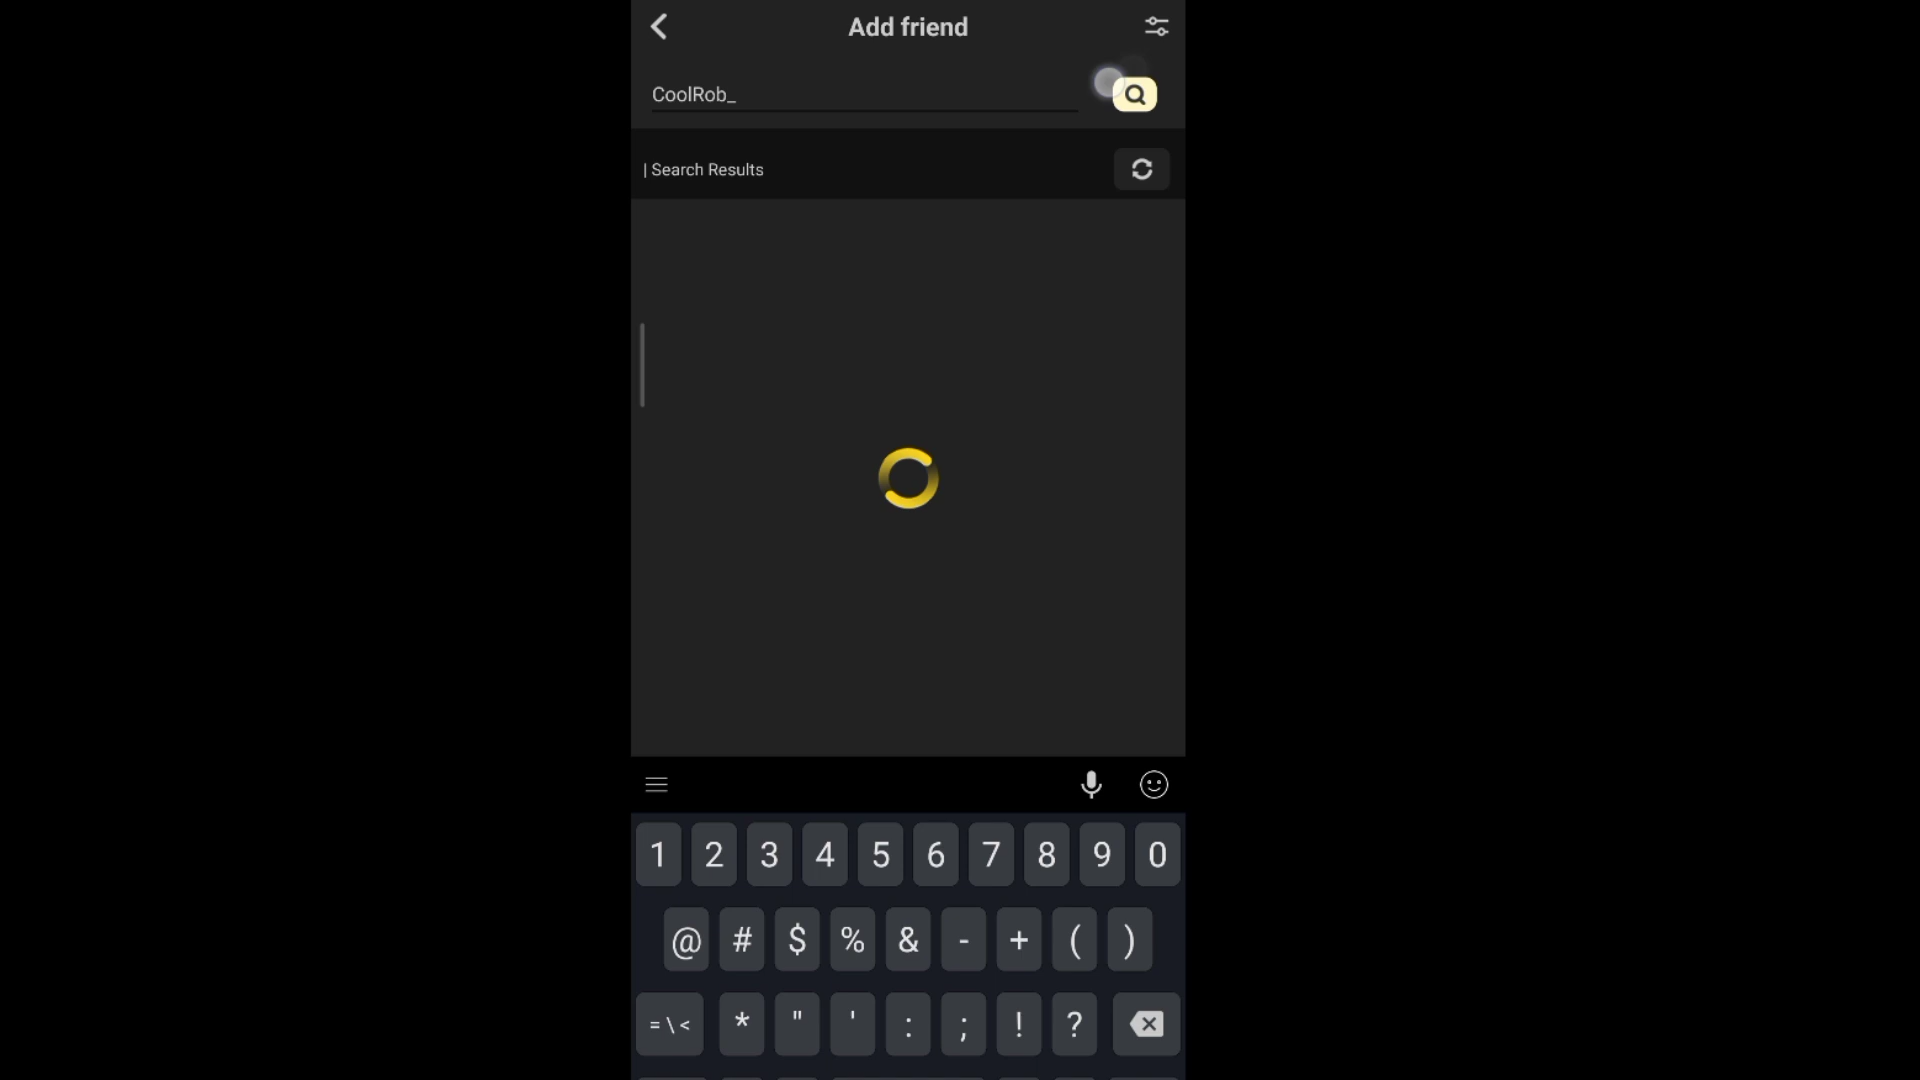 Add friend
CoolRob_
| Search Results
1 2 3 4 5 6 7 8 9 0
@ # $ % & - + ( )
= \ < * " ' : ; ! ?